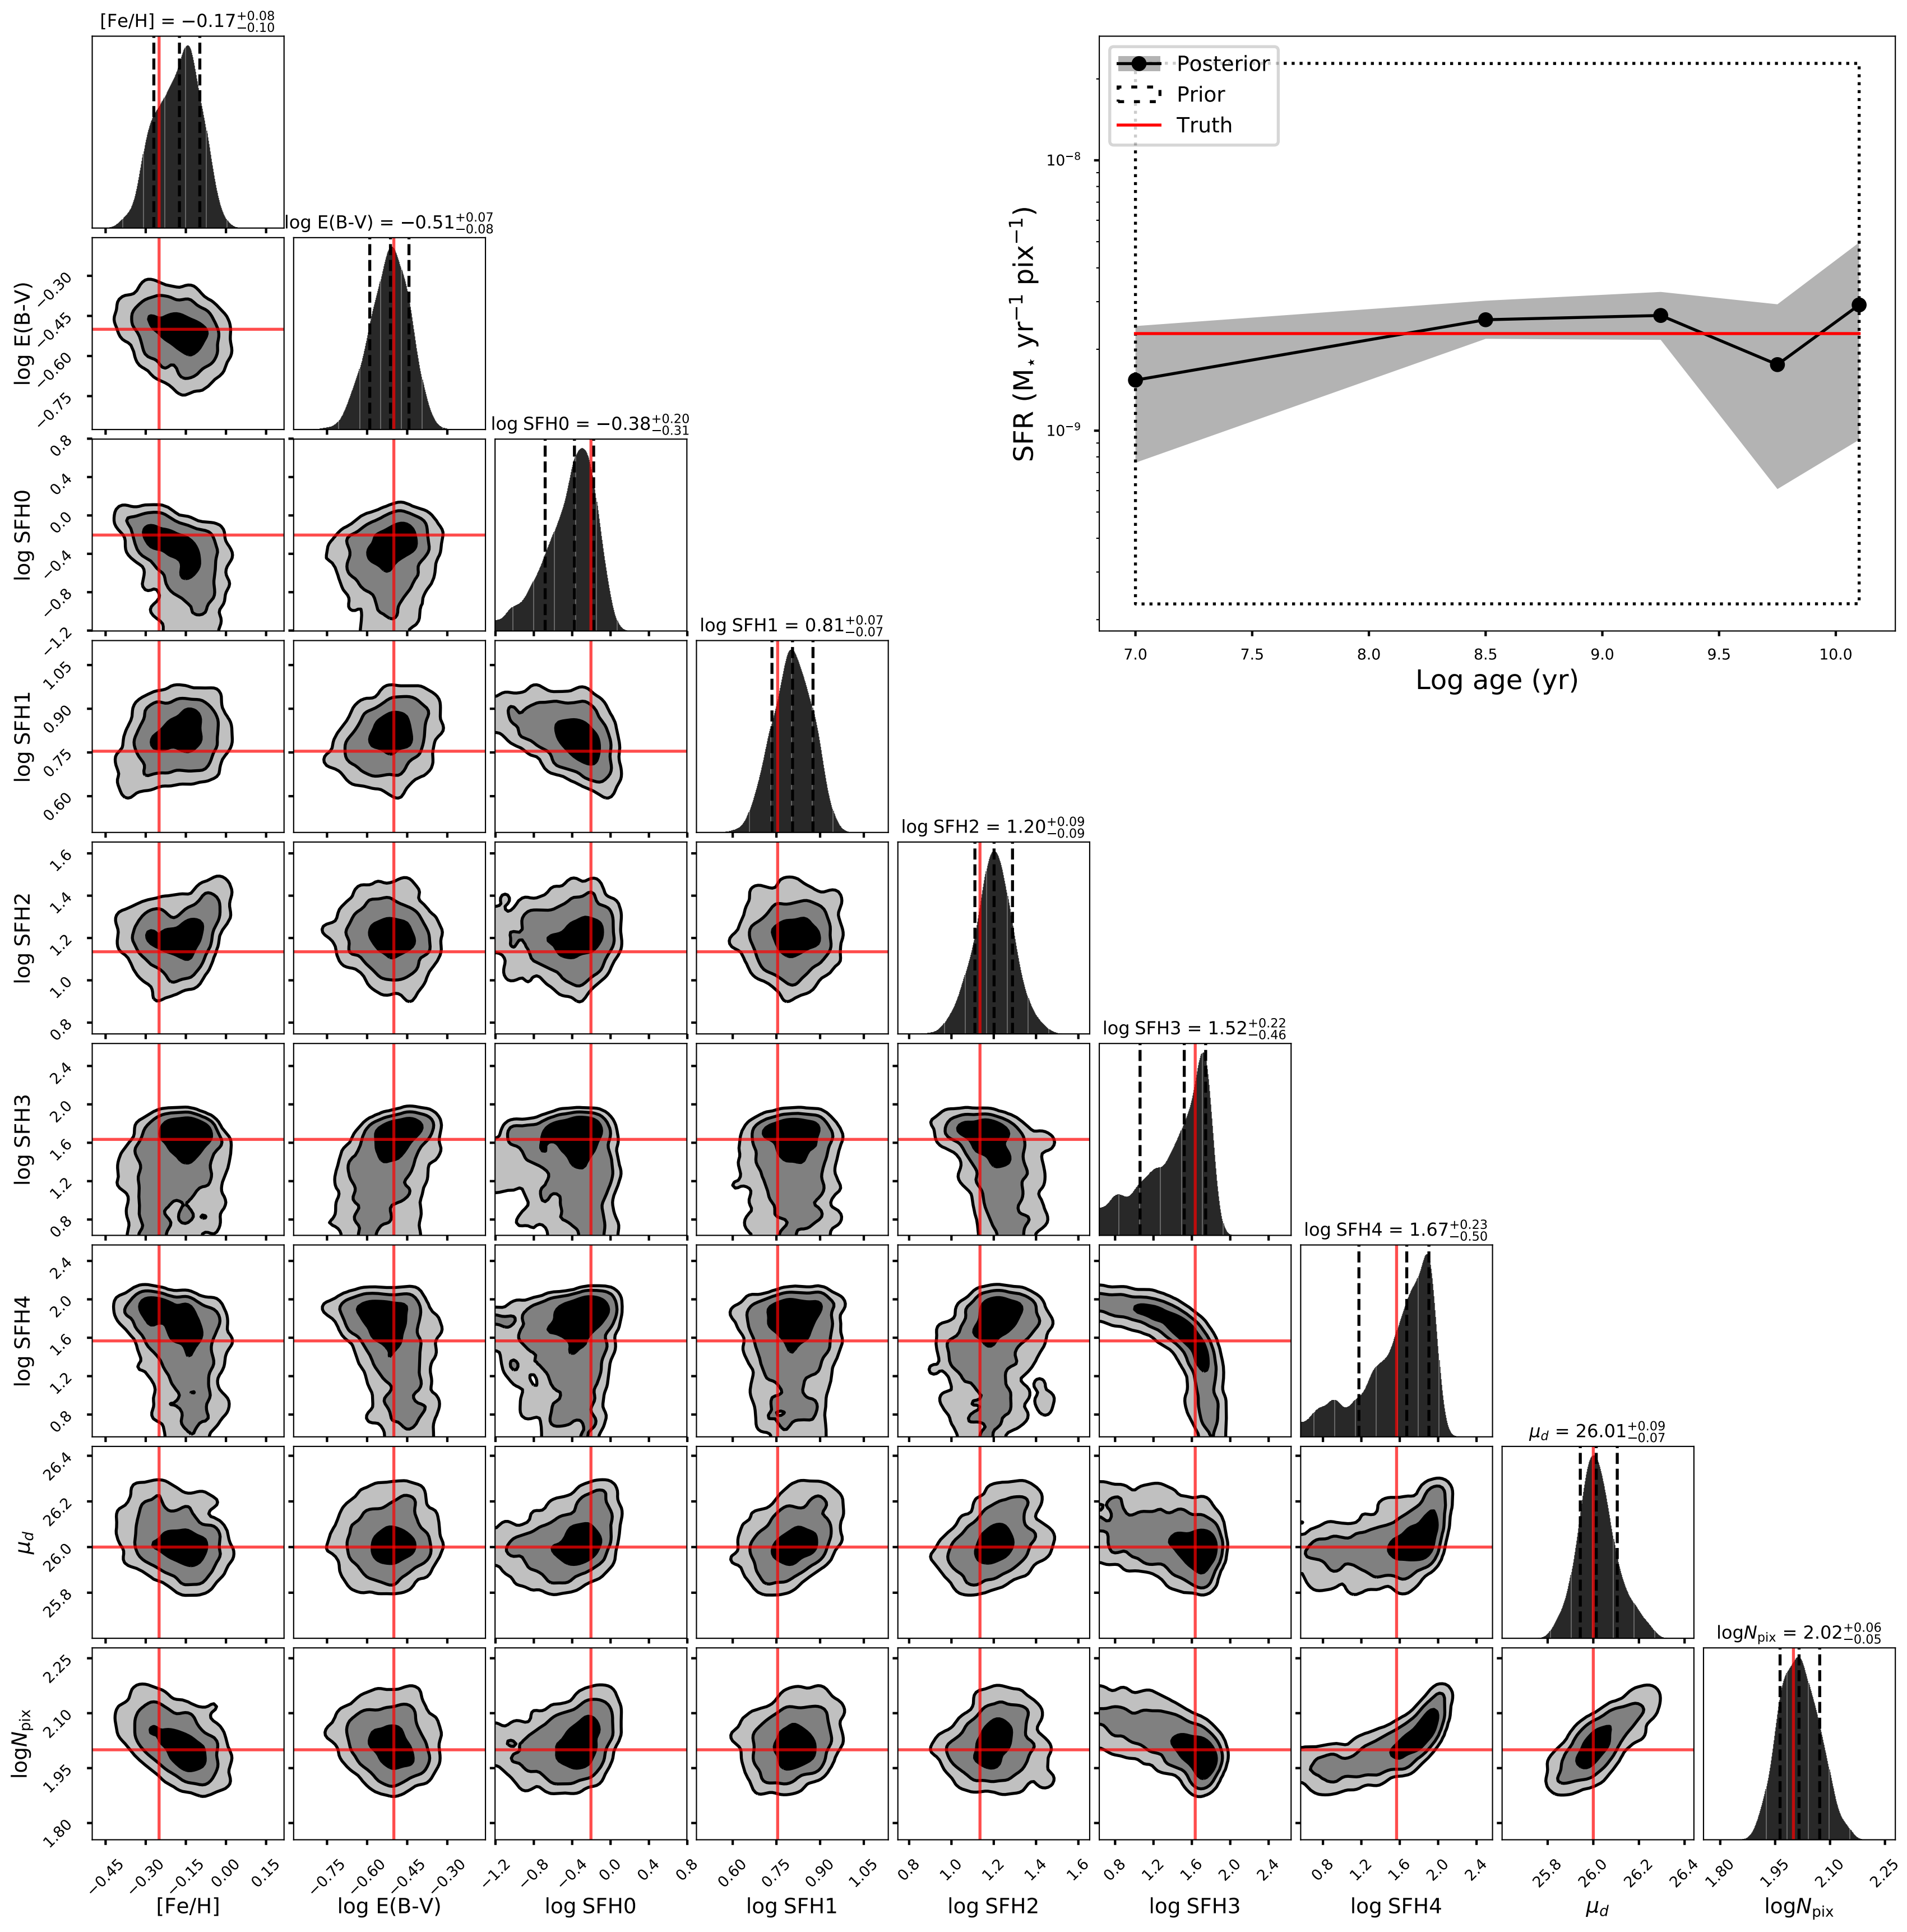 [Fe/H] = −0.17 +0.08 −0.10
Posterior
Prior
Truth
10⁻⁸
10⁻⁹
SFR (M⋆ yr⁻¹ pix⁻¹)
7.0 7.5 8.0 8.5 9.0 9.5 10.0
Log age (yr)
log E(B-V) = −0.51 +0.07 −0.08
log E(B-V)
−0.30
−0.45
−0.60
−0.75
log SFH0 = −0.38 +0.20 −0.31
log SFH0
0.8
0.4
0.0
−0.4
−0.8
−1.2
log SFH1 = 0.81 +0.07 −0.07
log SFH1
1.05
0.90
0.75
0.60
log SFH2 = 1.20 +0.09 −0.09
log SFH2
1.6
1.4
1.2
1.0
0.8
log SFH3 = 1.52 +0.22 −0.46
log SFH3
2.4
2.0
1.6
1.2
0.8
log SFH4 = 1.67 +0.23 −0.50
log SFH4
2.4
2.0
1.6
1.2
0.8
μd = 26.01 +0.09 −0.07
μd
26.4
26.2
26.0
25.8
logNpix = 2.02 +0.06 −0.05
logNpix
2.25
2.10
1.95
1.80
−0.45 −0.30 −0.15 0.00 0.15 −0.75 −0.60 −0.45 −0.30 −1.2 −0.8 −0.4 0.0 0.4 0.8 0.60 0.75 0.90 1.05 0.8 1.0 1.2 1.4 1.6 0.8 1.2 1.6 2.0 2.4 0.8 1.2 1.6 2.0 2.4 25.8 26.0 26.2 26.4 1.80 1.95 2.10 2.25
[Fe/H] log E(B-V) log SFH0 log SFH1 log SFH2 log SFH3 log SFH4 μd logNpix